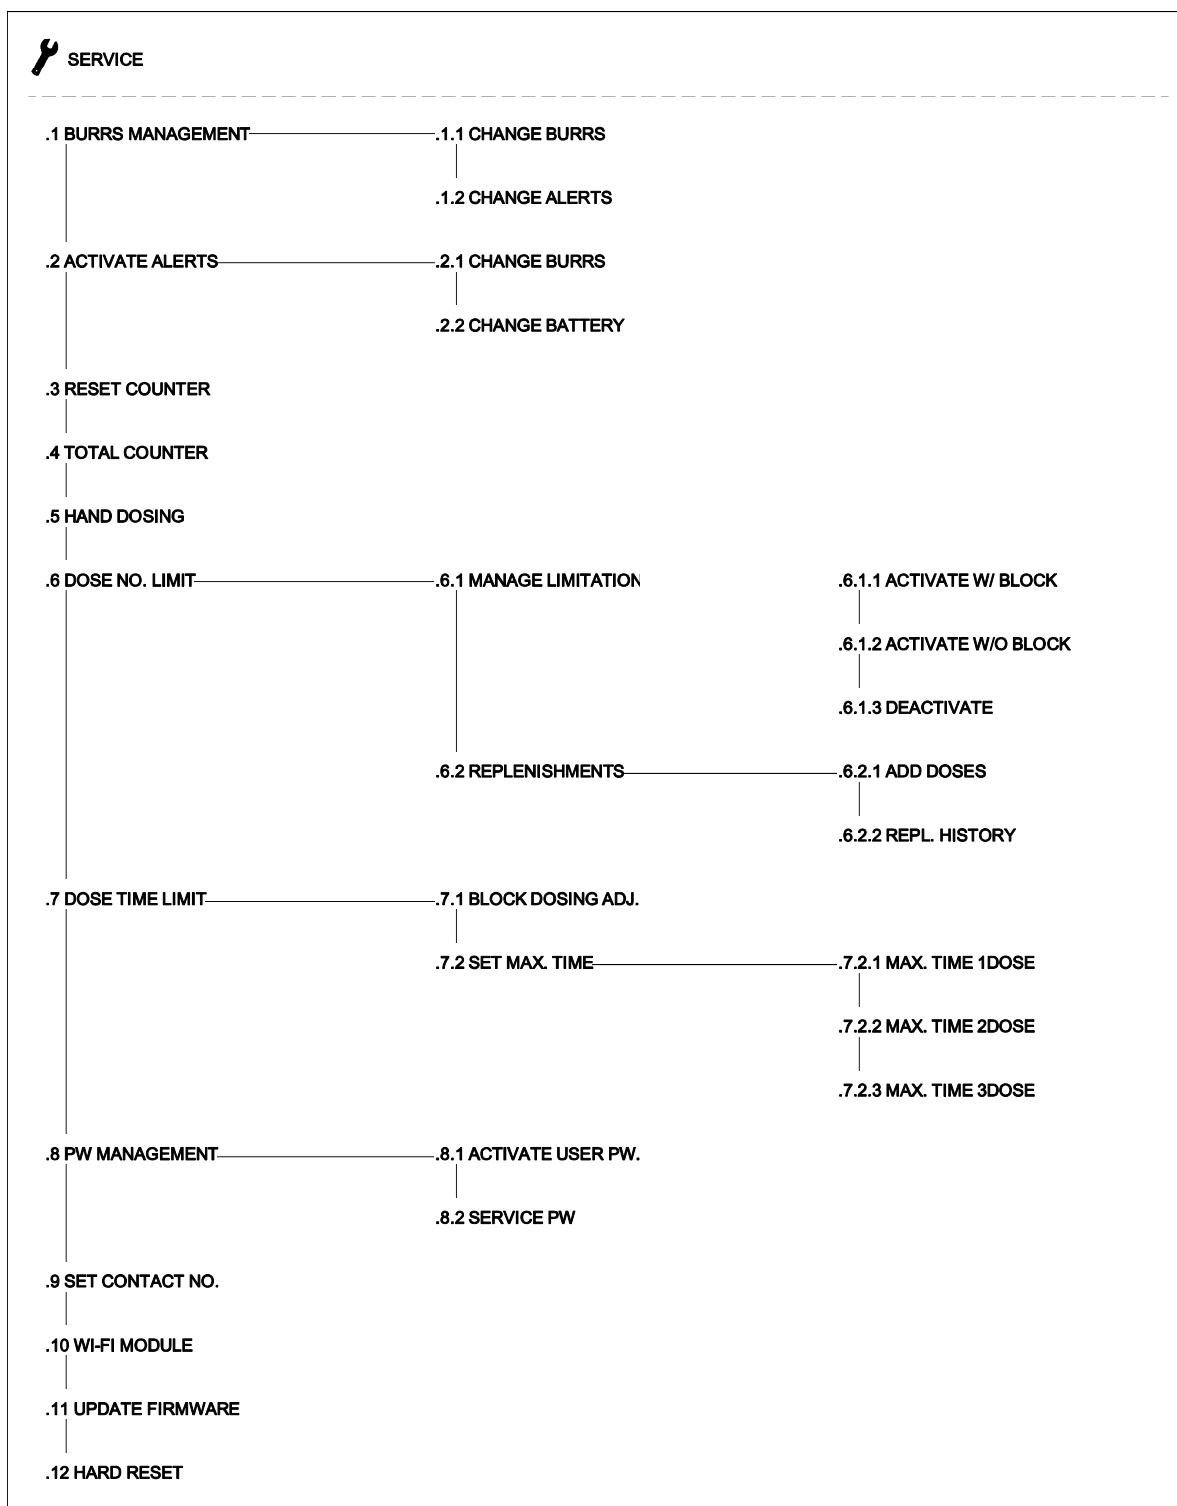 SERVICE
.1 BURRS MANAGEMENT .1.1 CHANGE BURRS
.1.2 CHANGE ALERTS
.2 ACTIVATE ALERTS .2.1 CHANGE BURRS
.2.2 CHANGE BATTERY
.3 RESET COUNTER
.4 TOTAL COUNTER
.5 HAND DOSING
.6 DOSE NO. LIMIT .6.1 MANAGE LIMITATION .6.1.1 ACTIVATE W/ BLOCK
.6.1.2 ACTIVATE W/O BLOCK
.6.1.3 DEACTIVATE
.6.2 REPLENISHMENTS .6.2.1 ADD DOSES
.6.2.2 REPL. HISTORY
.7 DOSE TIME LIMIT .7.1 BLOCK DOSING ADJ.
.7.2 SET MAX. TIME .7.2.1 MAX. TIME 1DOSE
.7.2.2 MAX. TIME 2DOSE
.7.2.3 MAX. TIME 3DOSE
.8 PW MANAGEMENT .8.1 ACTIVATE USER PW.
.8.2 SERVICE PW
.9 SET CONTACT NO.
.10 WI-FI MODULE
.11 UPDATE FIRMWARE
.12 HARD RESET